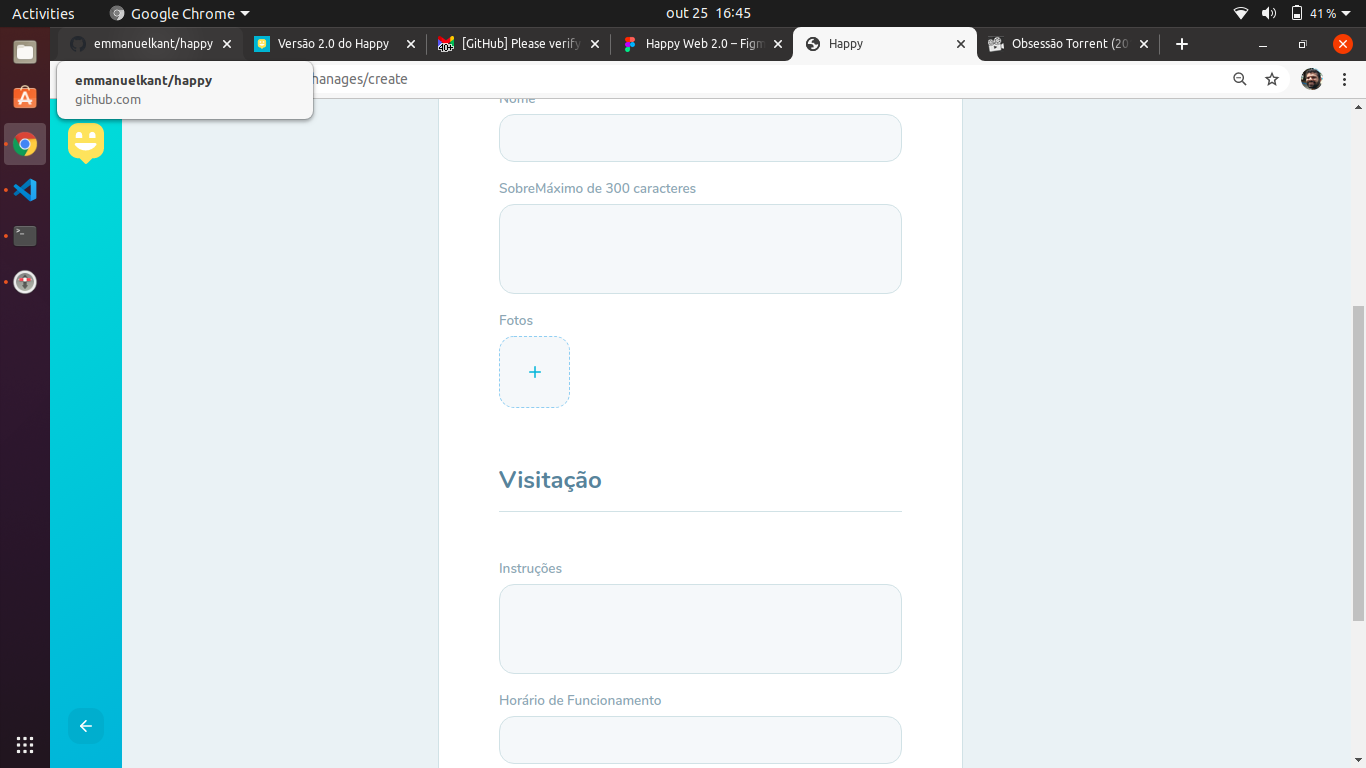 Activities Google Chrome out 25 16:45 41%
emmanuelkant/happy Versão 2.0 do Happy 40+ [GitHub] Please verify Happy Web 2.0 – Figm Happy Obsessão Torrent (20
emmanuelkant/happy
github.com
anages/create
Nome
SobreMáximo de 300 caracteres
Fotos
+
Visitação
Instruções
Horário de Funcionamento